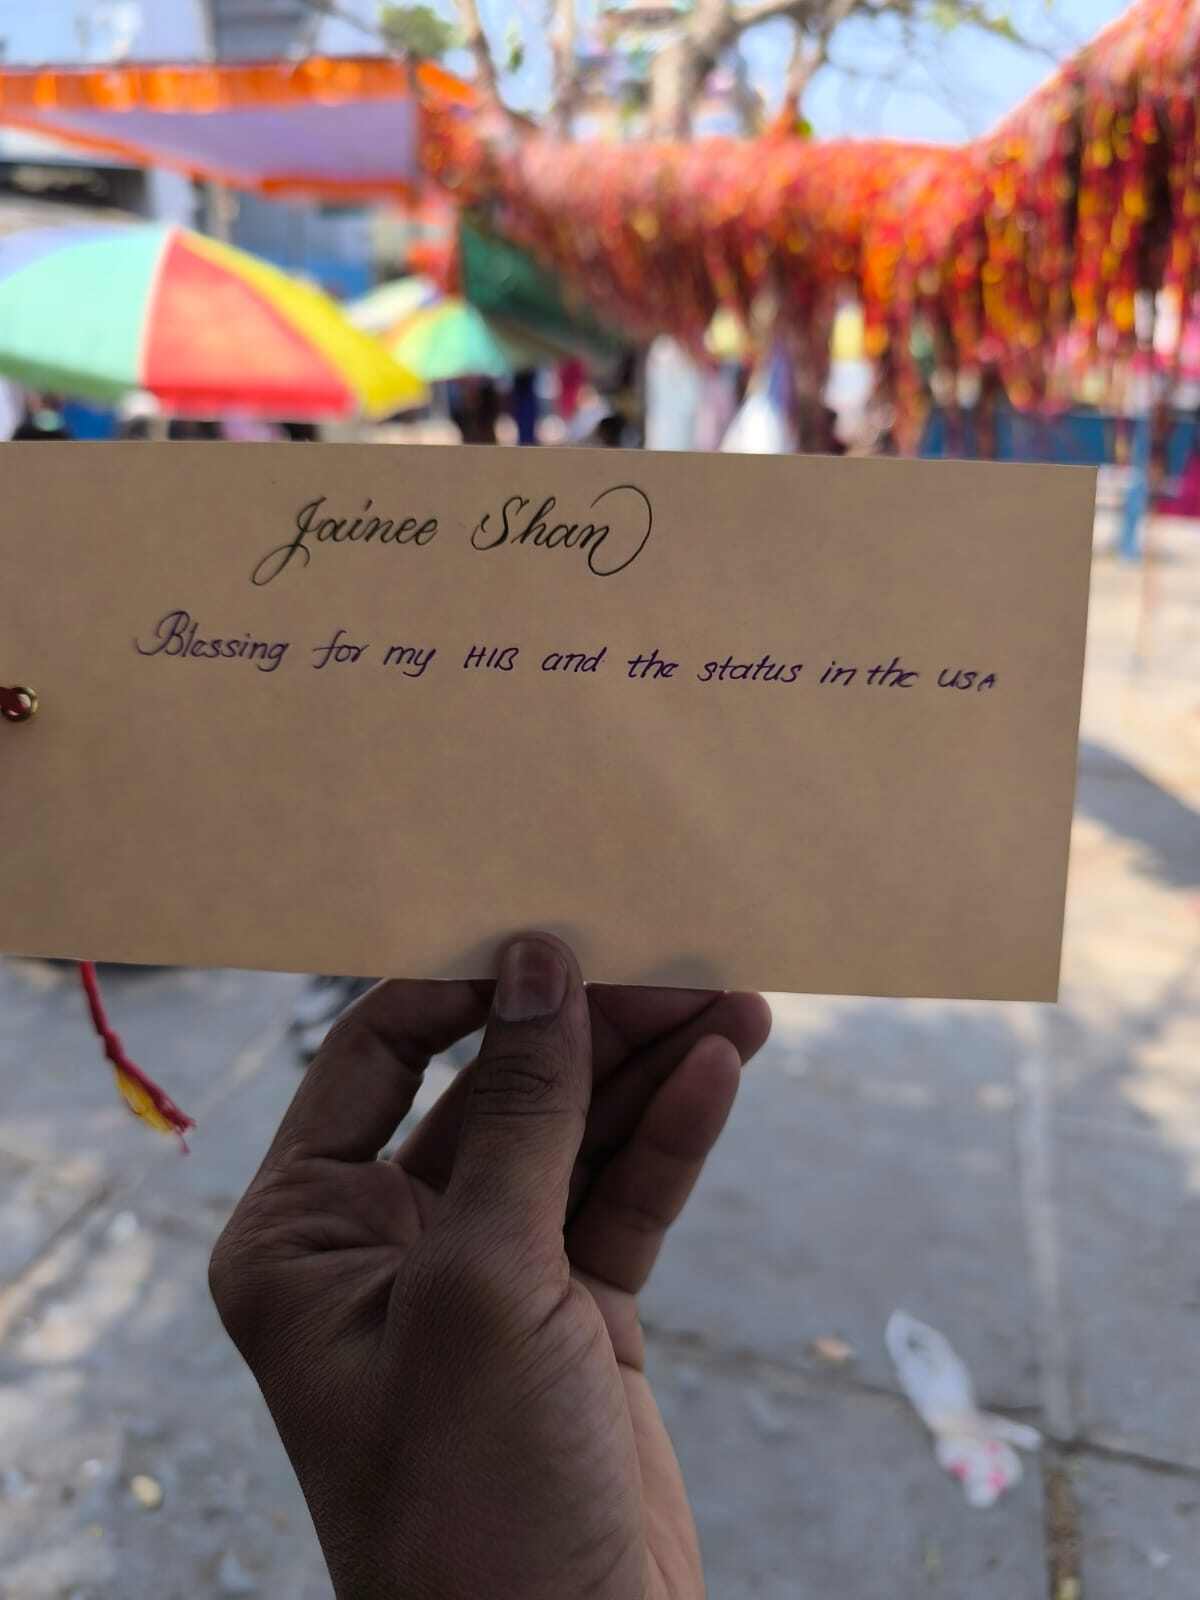 Jainee Shan
Blessing for my H1B and the status in the USA